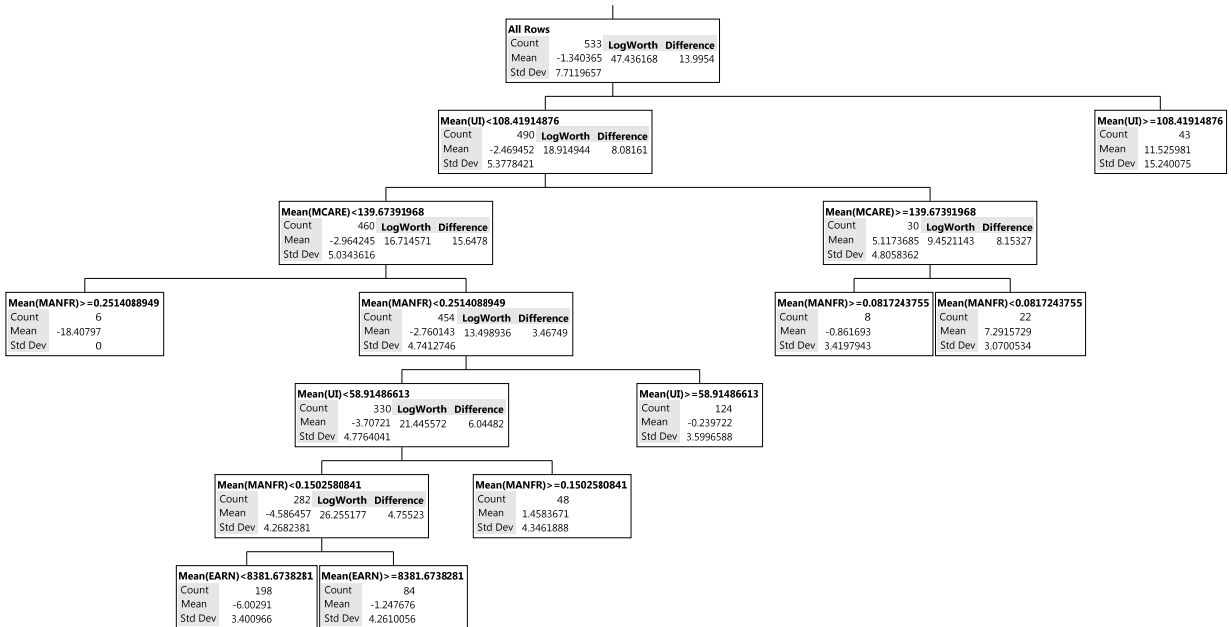 All Rows
Count 533 LogWorth Difference
Mean -1.340365 47.436168 13.9954
Std Dev 7.7119657
Mean(UI)<108.41914876
Count 490 LogWorth Difference
Mean -2.469452 18.914944 8.08161
Std Dev 5.3778421
Mean(UI)>=108.41914876
Count 43
Mean 11.525981
Std Dev 15.240075
Mean(MCARE)<139.67391968
Count 460 LogWorth Difference
Mean -2.964245 16.714571 15.6478
Std Dev 5.0343616
Mean(MCARE)>=139.67391968
Count 30 LogWorth Difference
Mean 5.1173685 9.4521143 8.15327
Std Dev 4.8058362
Mean(MANFR)>=0.2514088949
Count 6
Mean -18.40797
Std Dev 0
Mean(MANFR)<0.2514088949
Count 454 LogWorth Difference
Mean -2.760143 13.498936 3.46749
Std Dev 4.7412746
Mean(MANFR)>=0.0817243755
Count 8
Mean -0.861693
Std Dev 3.4197943
Mean(MANFR)<0.0817243755
Count 22
Mean 7.2915729
Std Dev 3.0700534
Mean(UI)<58.91486613
Count 330 LogWorth Difference
Mean -3.70721 21.445572 6.04482
Std Dev 4.7764041
Mean(UI)>=58.91486613
Count 124
Mean -0.239722
Std Dev 3.5996588
Mean(MANFR)<0.1502580841
Count 282 LogWorth Difference
Mean -4.586457 26.255177 4.75523
Std Dev 4.2682381
Mean(MANFR)>=0.1502580841
Count 48
Mean 1.4583671
Std Dev 4.3461888
Mean(EARN)<8381.6738281
Count 198
Mean -6.00291
Std Dev 3.400966
Mean(EARN)>=8381.6738281
Count 84
Mean -1.247676
Std Dev 4.2610056